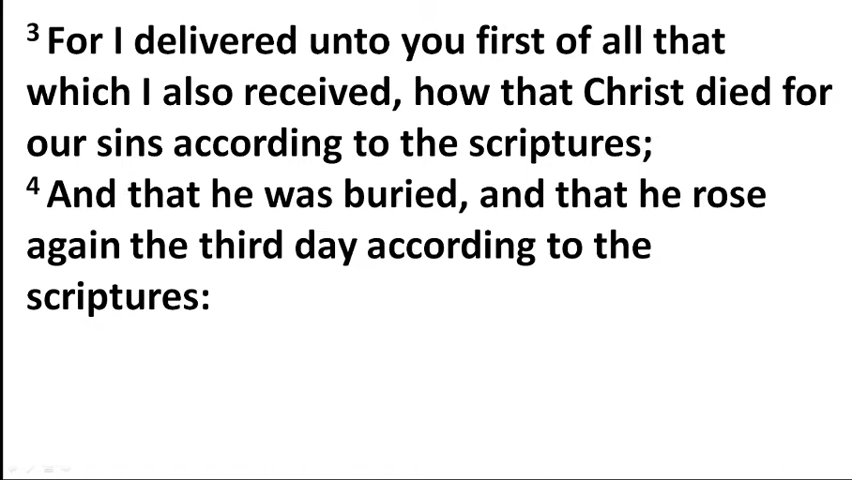 ³ For I delivered unto you first of all that
which I also received, how that Christ died for
our sins according to the scriptures;
⁴ And that he was buried, and that he rose
again the third day according to the
scriptures: